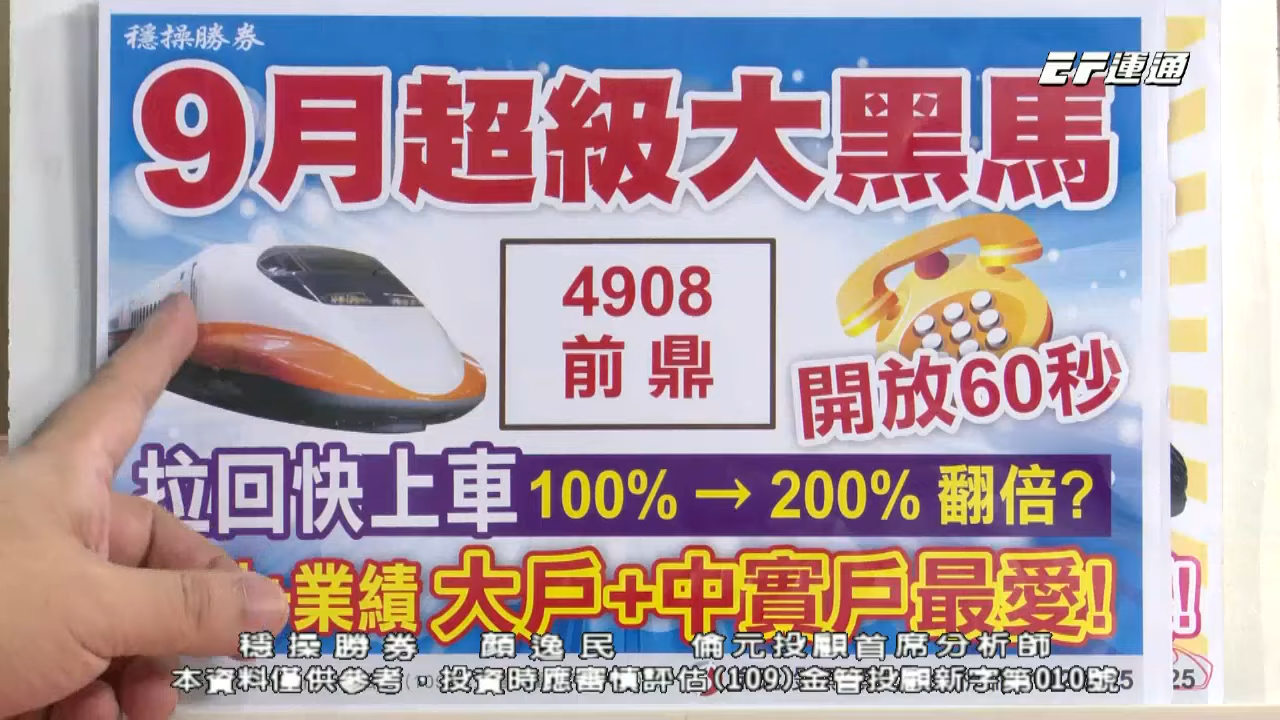 穩操勝券
EF運通
9月超級大黑馬
4908
前鼎
開放60秒
拉回快上車 100% → 200% 翻倍?
業績 大戶+中實戶最愛!
穩操勝券 顏逸民 倫元投顧首席分析師
本資料僅供參考，投資時應審慎評估(109)金管投顧新字第010號